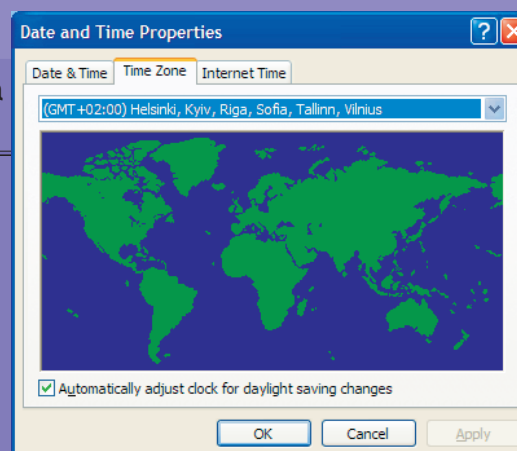 Date and Time Properties
Date & Time
Time Zone
Internet Time
(GMT+02:00) Helsinki, Kyiv, Riga, Sofia, Tallinn, Vilnius
Automatically adjust clock for daylight saving changes
OK
Cancel
Apply